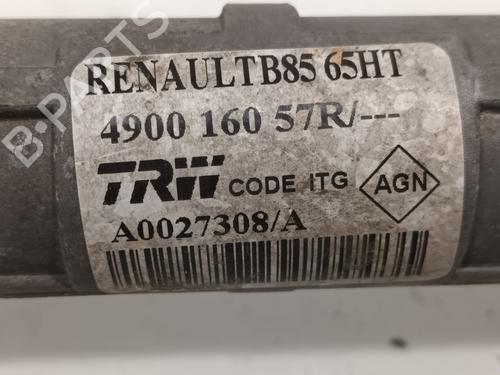 RENAULTB85 65HT
4900 160 57R/---
TRW CODE ITG AGN
A0027308/A
B-PARTS